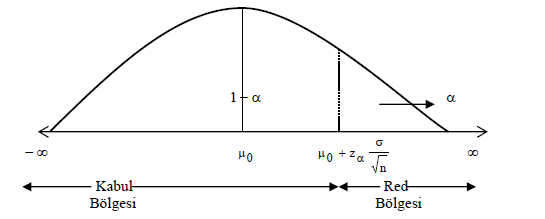 1 – α
α
– ∞
μ0
μ0 + zα σ/√n
∞
Kabul
Bölgesi
Red
Bölgesi